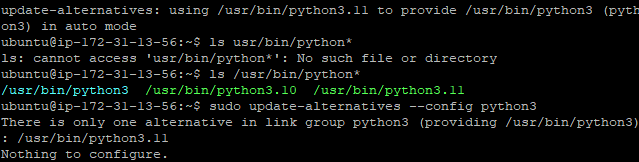 update-alternatives: using /usr/bin/python3.11 to provide /usr/bin/python3 (pyth
on3) in auto mode
ubuntu@ip-172-31-13-56:~$ ls usr/bin/python*
ls: cannot access 'usr/bin/python*': No such file or directory
ubuntu@ip-172-31-13-56:~$ ls /usr/bin/python*
/usr/bin/python3  /usr/bin/python3.10  /usr/bin/python3.11
ubuntu@ip-172-31-13-56:~$ sudo update-alternatives --config python3
There is only one alternative in link group python3 (providing /usr/bin/python3)
: /usr/bin/python3.11
Nothing to configure.